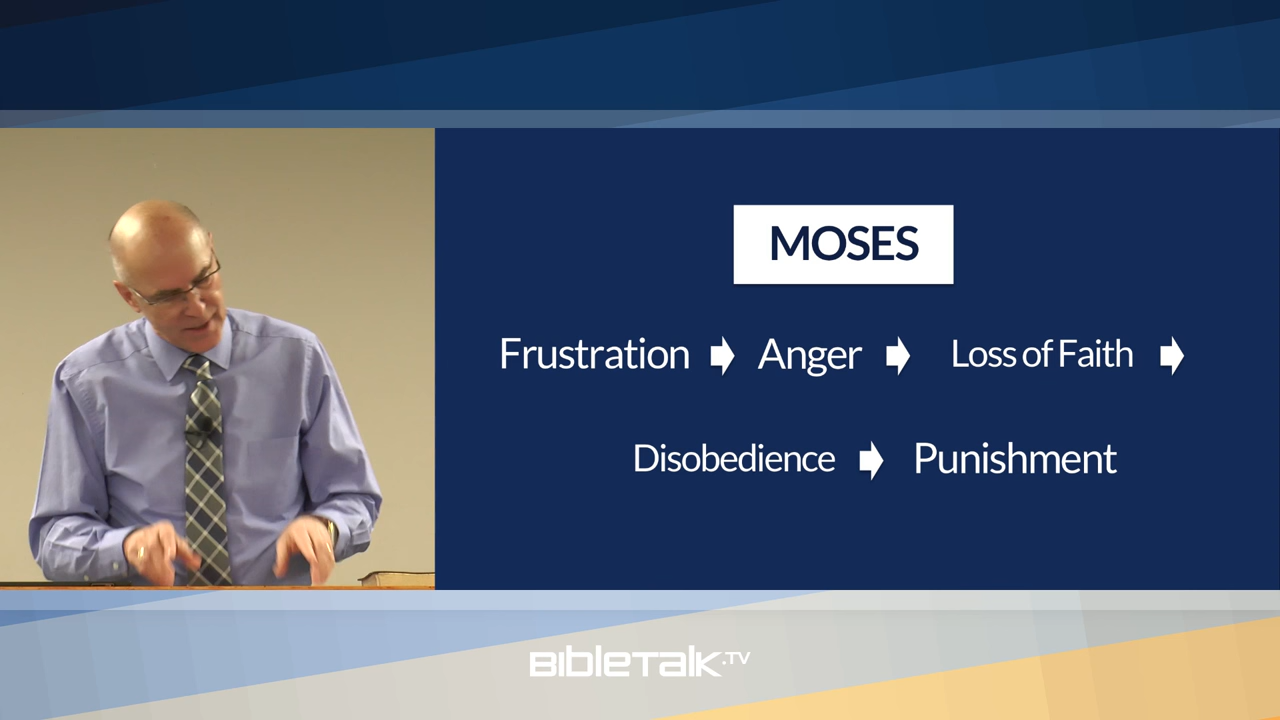 MOSES
Frustration Anger Loss of Faith
Disobedience Punishment
BibleTalk.TV